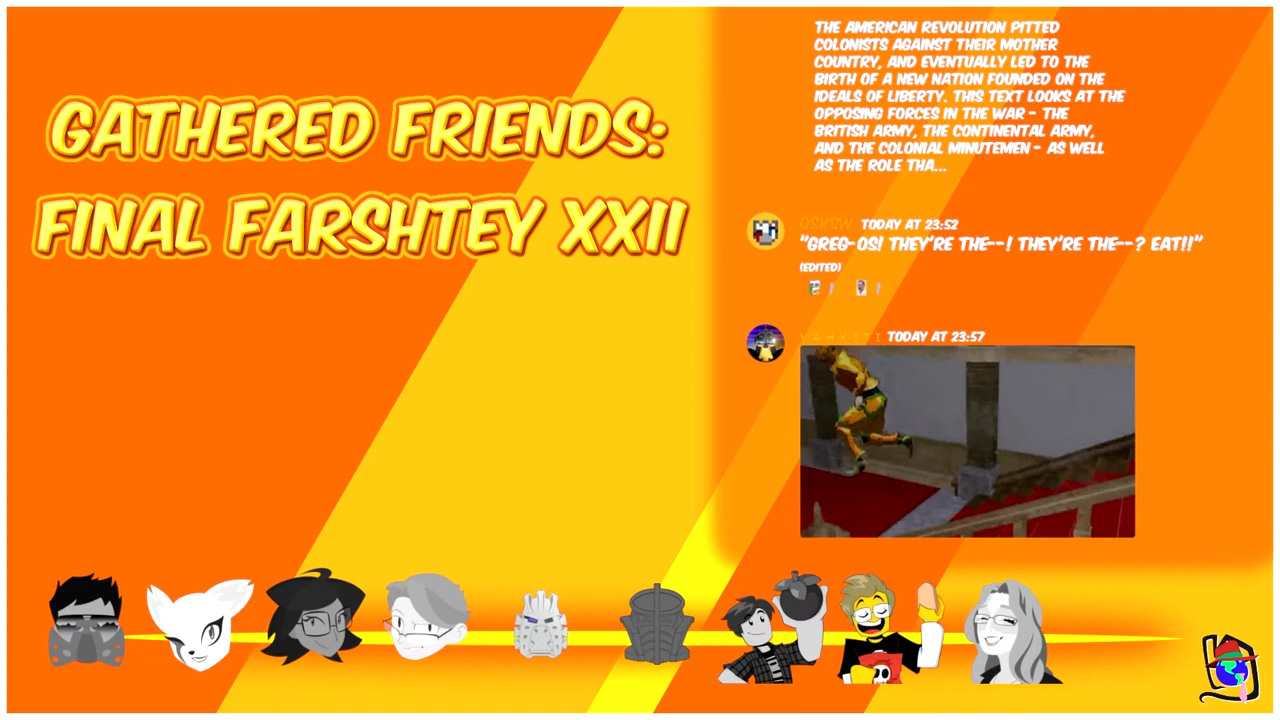 GATHERED FRIENDS:
FINAL FARSHTEY XXII
THE AMERICAN REVOLUTION PITTED
COLONISTS AGAINST THEIR MOTHER
COUNTRY, AND EVENTUALLY LED TO THE
BIRTH OF A NEW NATION FOUNDED ON THE
IDEALS OF LIBERTY. THIS TEXT LOOKS AT THE
OPPOSING FORCES IN THE WAR - THE
BRITISH ARMY, THE CONTINENTAL ARMY,
AND THE COLONIAL MINUTEMEN - AS WELL
AS THE ROLE THA...
OSKSW TODAY AT 23:52
"GREG-OS! THEY'RE THE--! THEY'RE THE--? EAT!!"
(EDITED)
VAHKITI TODAY AT 23:57